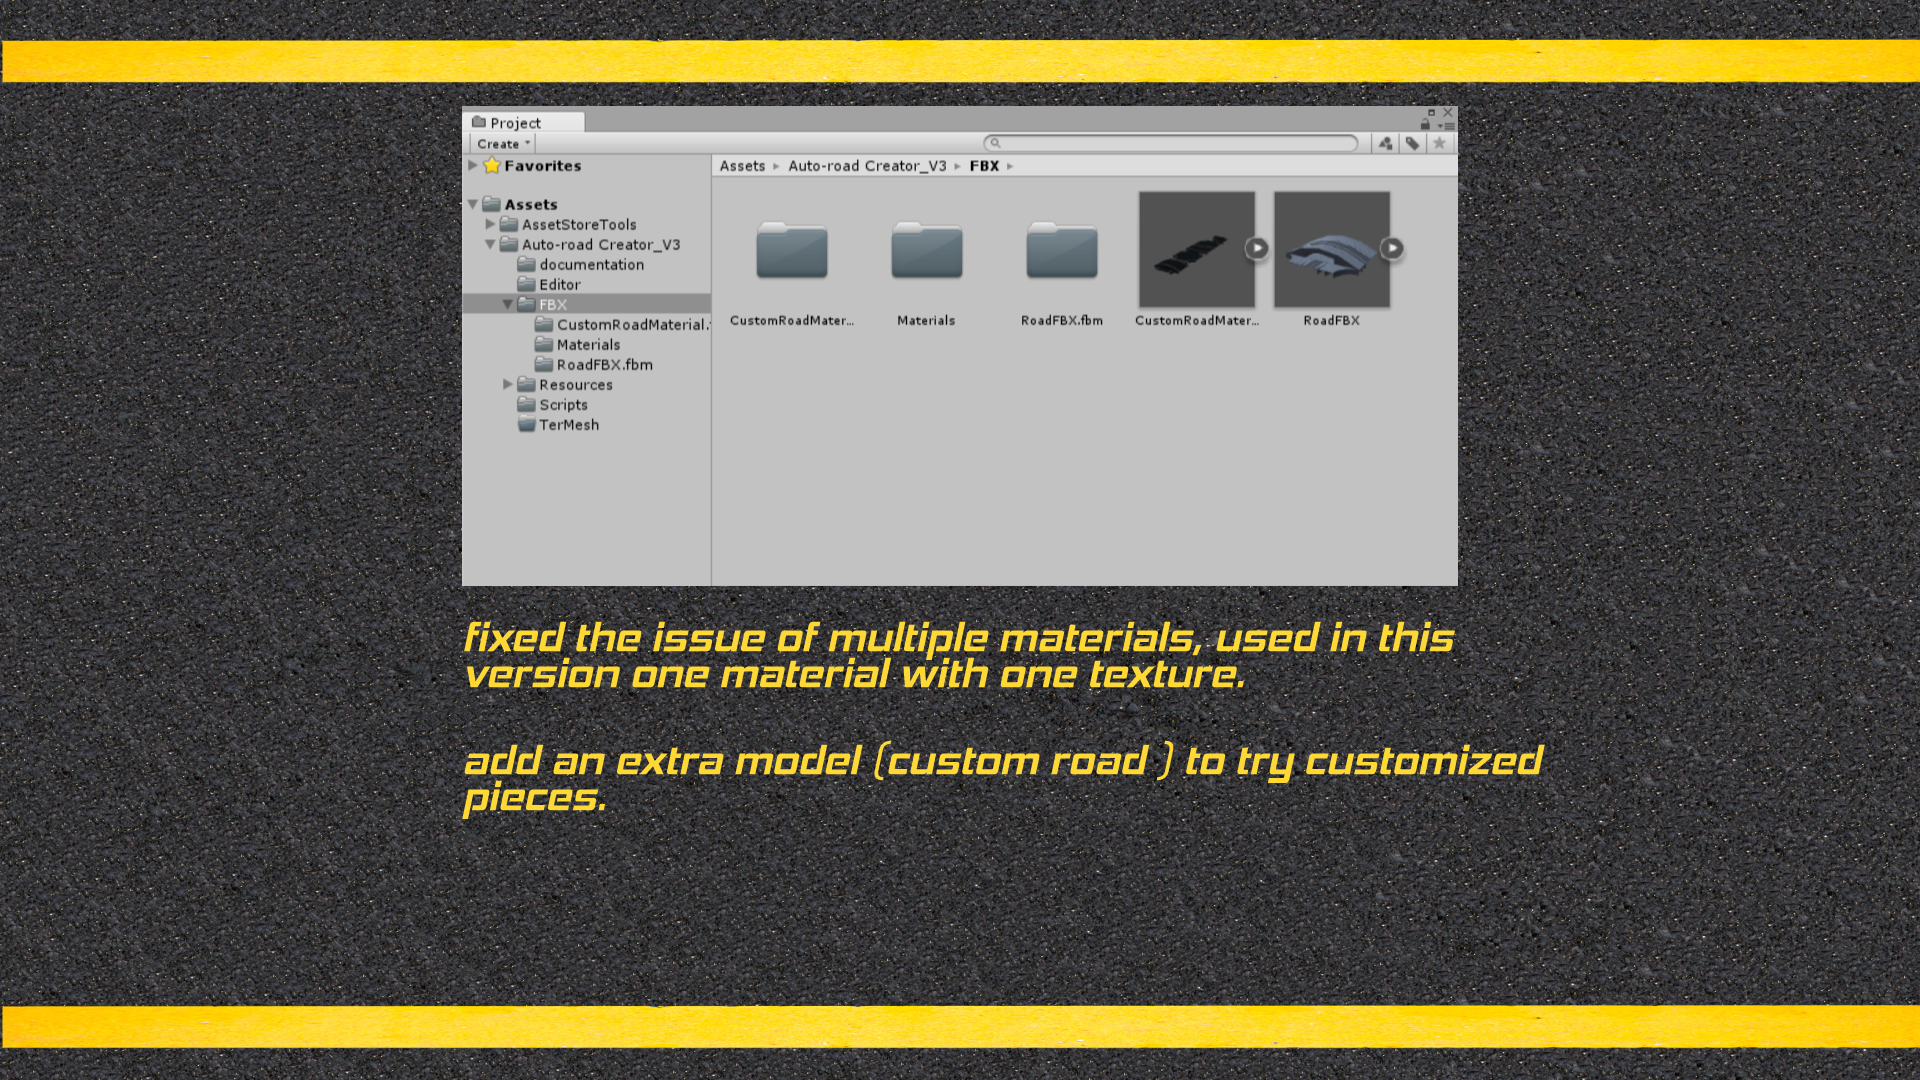 Project
Create
Favorites
Assets
AssetStoreTools
Auto-road Creator_V3
documentation
Editor
FBX
CustomRoadMaterial.
Materials
RoadFBX.fbm
Resources
Scripts
TerMesh
Assets Auto-road Creator_V3 FBX
CustomRoadMater... Materials RoadFBX.fbm CustomRoadMater... RoadFBX
fixed the issue of multiple materials, used in this
version one material with one texture.
add an extra model (custom road ) to try customized
pieces.